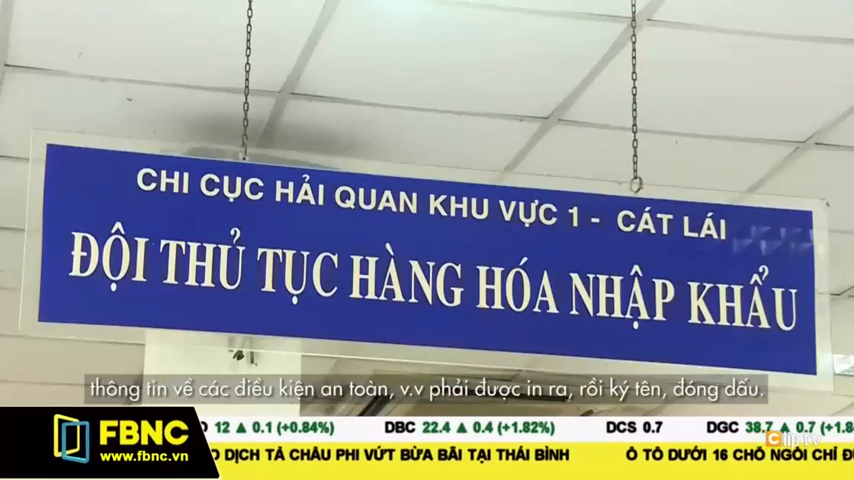 CHI CỤC HẢI QUAN KHU VỰC 1 - CÁT LÁI
ĐỘI THỦ TỤC HÀNG HÓA NHẬP KHẨU
thông tin về các điều kiện an toàn, v.v phải được in ra, rồi ký tên, đóng dấu.
FBNC
www.fbnc.vn
12 ▲ 0.1 (+0.84%) DBC 22.4 ▲ 0.4 (+1.82%) DCS 0.7 DGC 38.7 ▲ 0.7 (+1.8
Clip tv
DỊCH TẢ CHÂU PHI VỨT BỪA BÃI TẠI THÁI BÌNH Ô TÔ DƯỚI 16 CHỖ NGỒI CHỈ